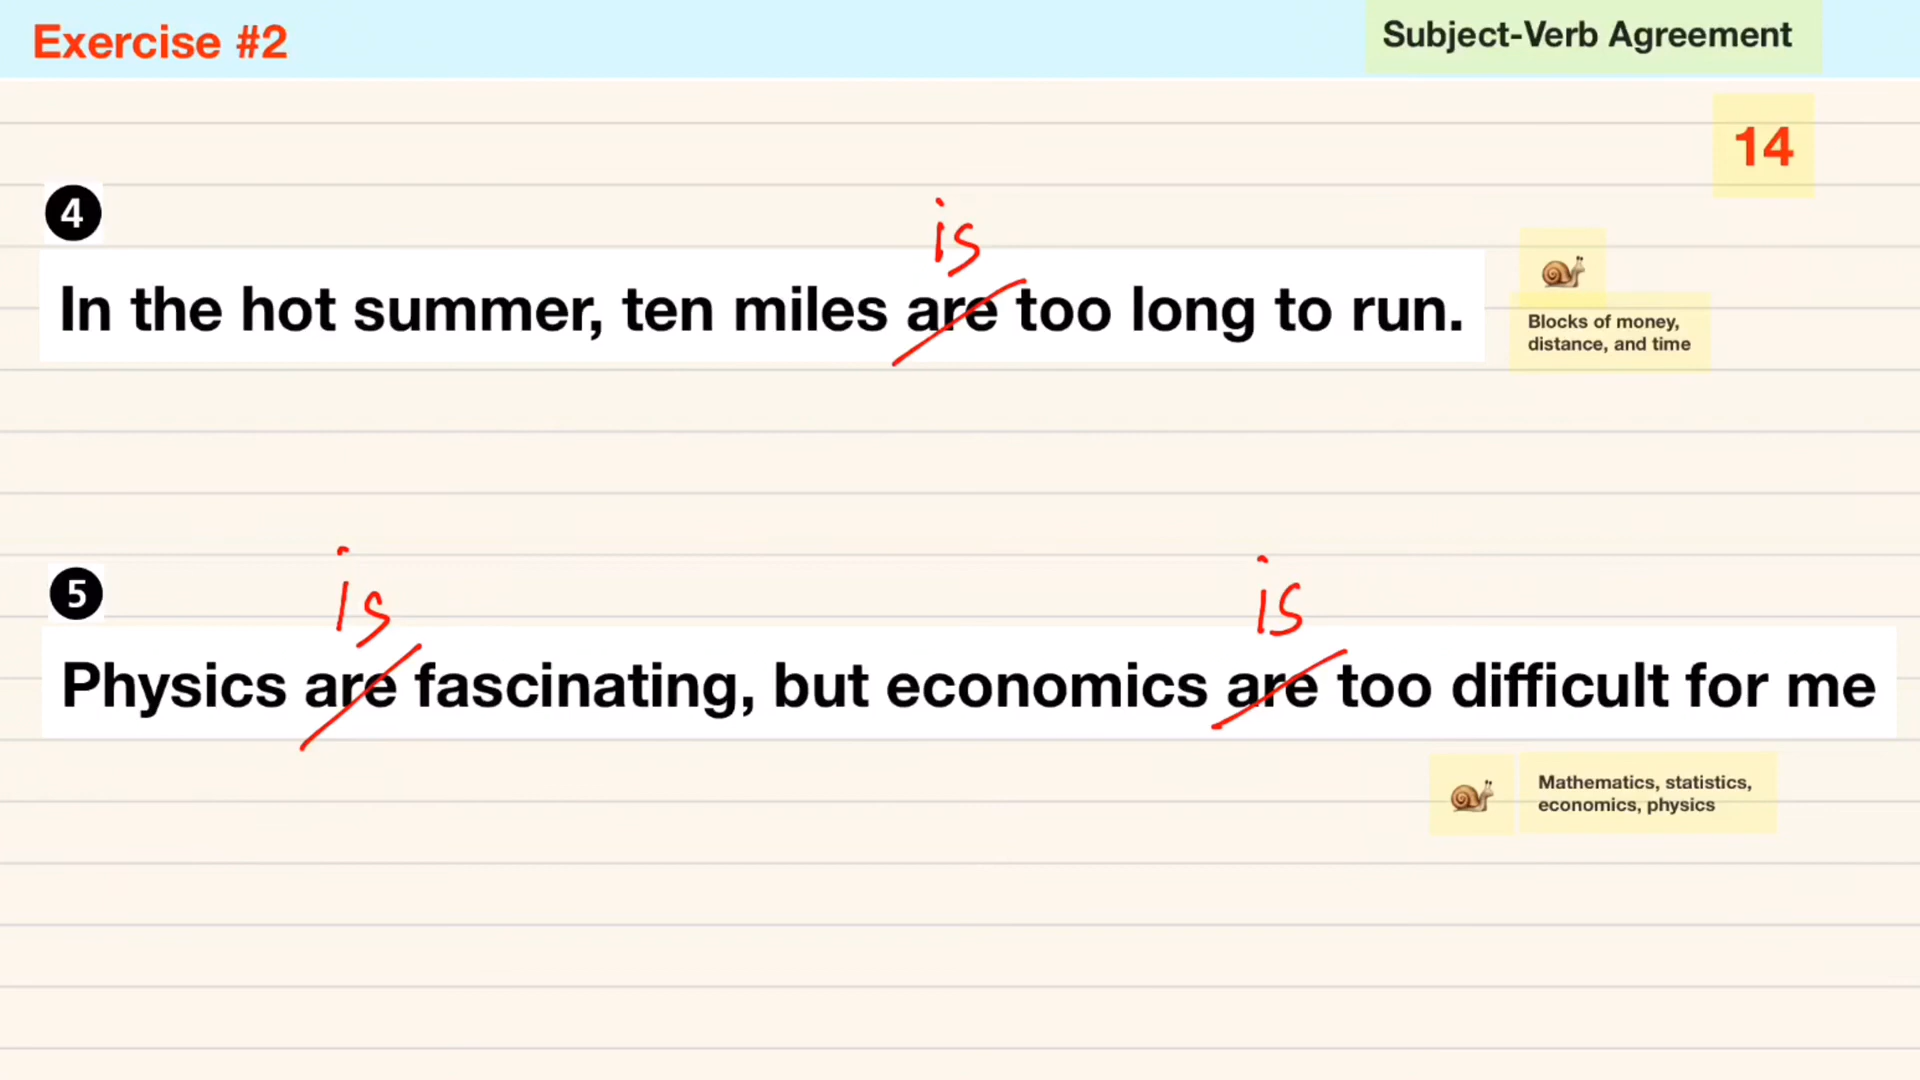 Exercise #2
Subject-Verb Agreement
14
4
is
In the hot summer, ten miles are too long to run.
Blocks of money,
distance, and time
5
is is
Physics are fascinating, but economics are too difficult for me
Mathematics, statistics,
economics, physics